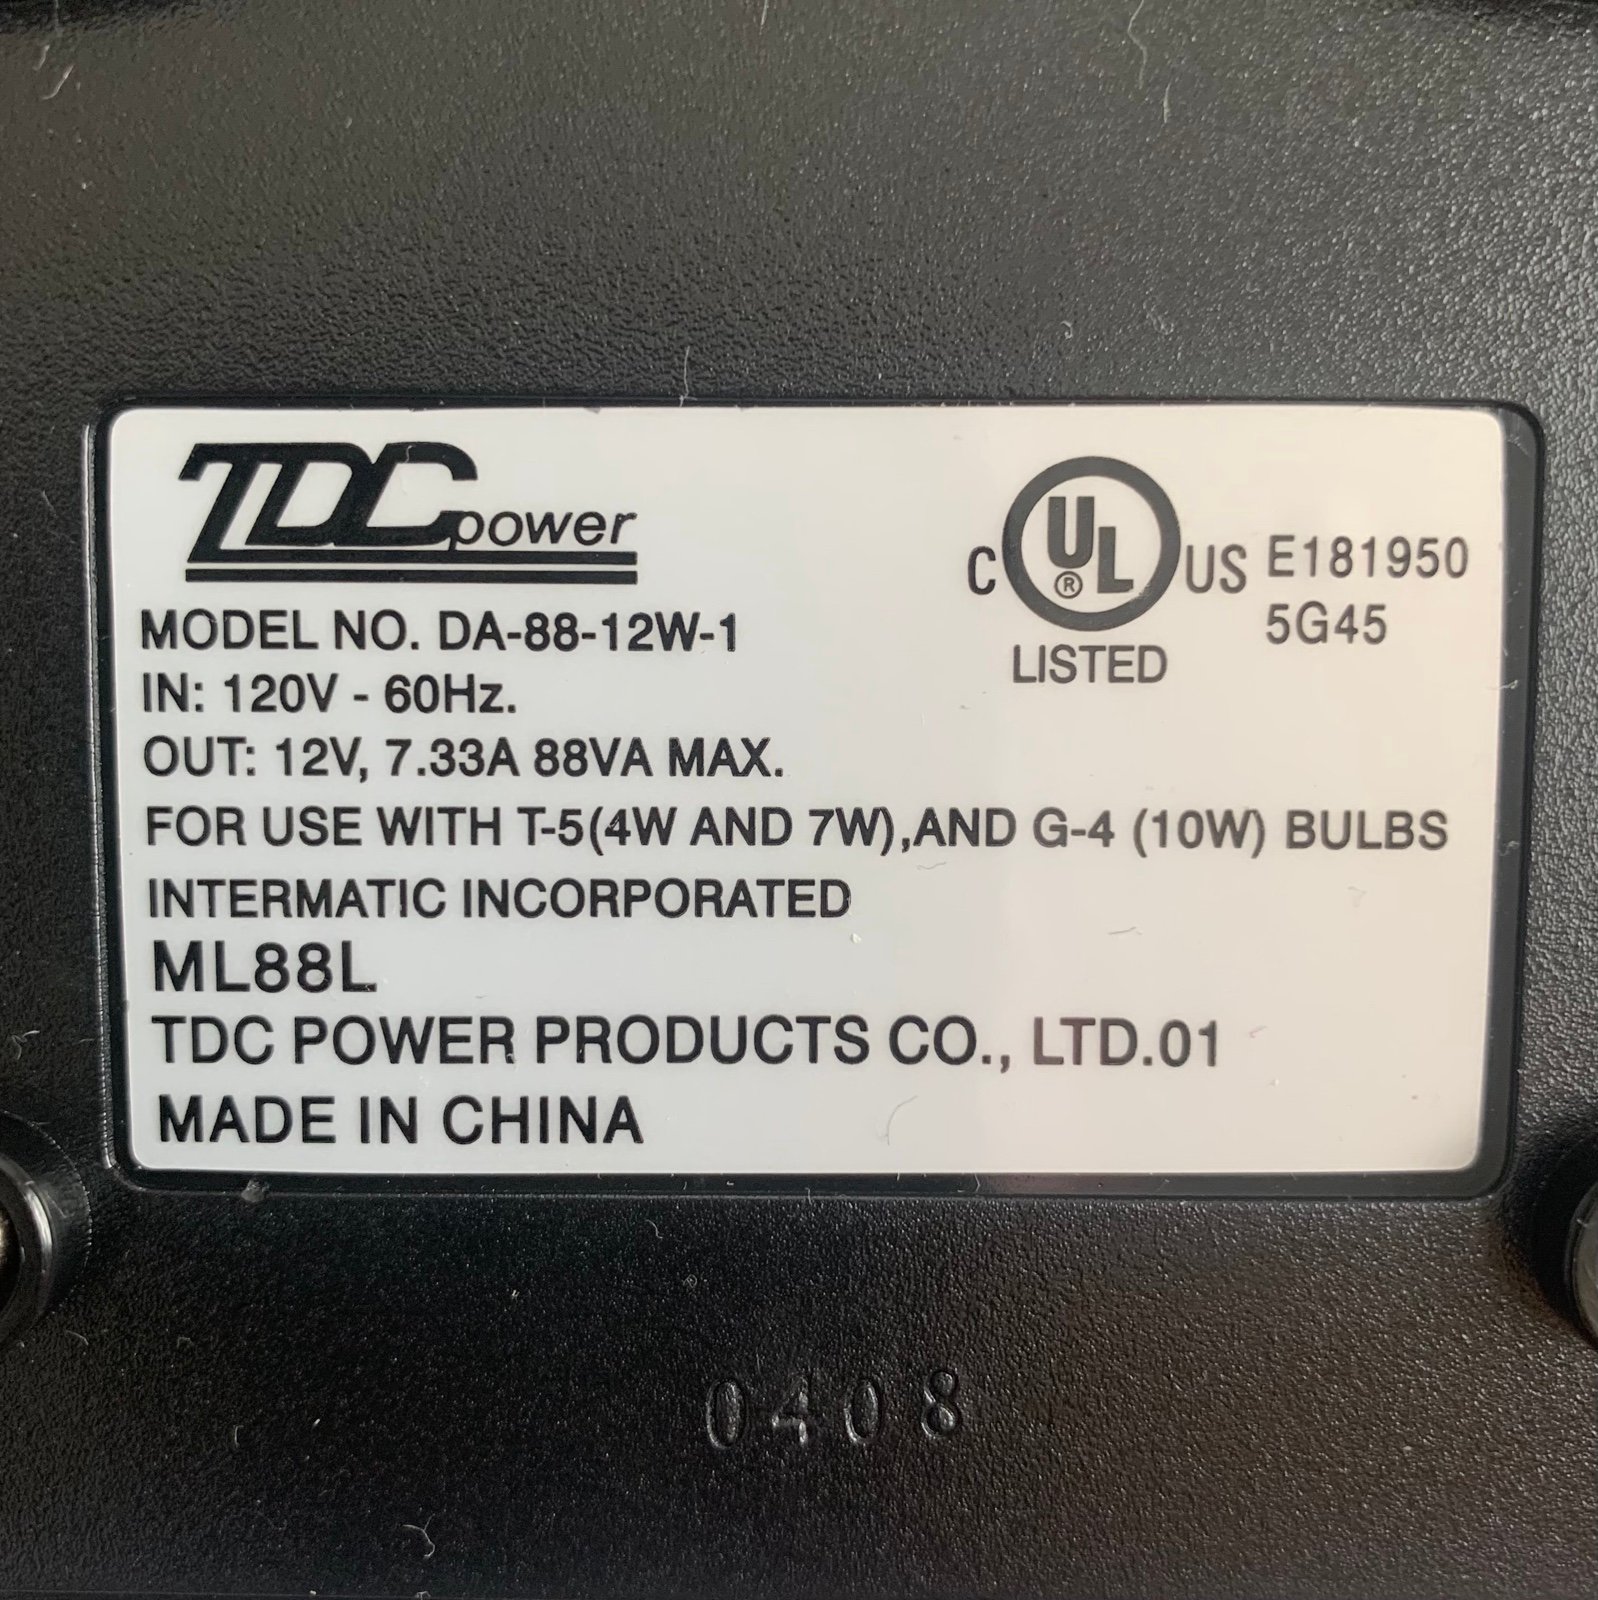 TDC power
C UL® US LISTED
E181950
5G45
MODEL NO. DA-88-12W-1
IN: 120V - 60Hz.
OUT: 12V, 7.33A 88VA MAX.
FOR USE WITH T-5(4W AND 7W),AND G-4 (10W) BULBS
INTERMATIC INCORPORATED
ML88L
TDC POWER PRODUCTS CO., LTD.01
MADE IN CHINA
0408